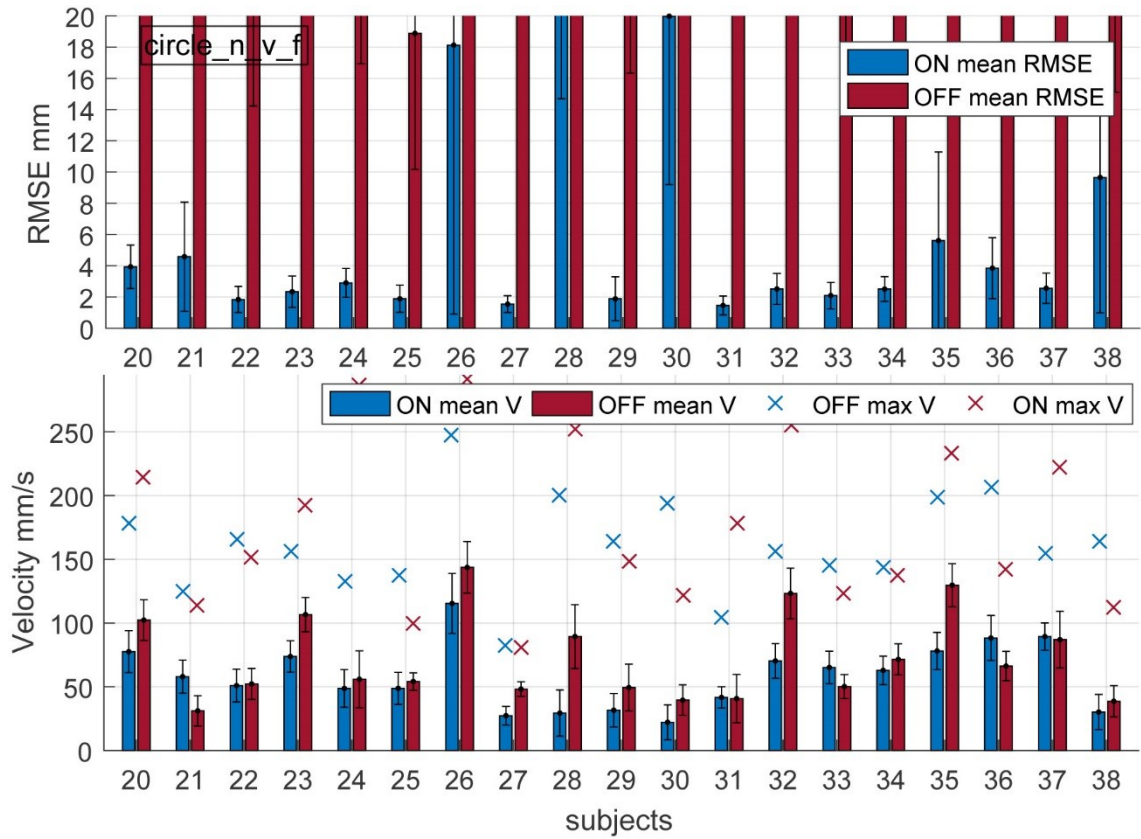 20
18
16
14
12
10
8
6
4
2
0
RMSE mm
circle_n_v_f
ON mean RMSE
OFF mean RMSE
20 21 22 23 24 25 26 27 28 29 30 31 32 33 34 35 36 37 38
ON mean V OFF mean V OFF max V ON max V
250
200
150
100
50
0
Velocity mm/s
20 21 22 23 24 25 26 27 28 29 30 31 32 33 34 35 36 37 38
subjects